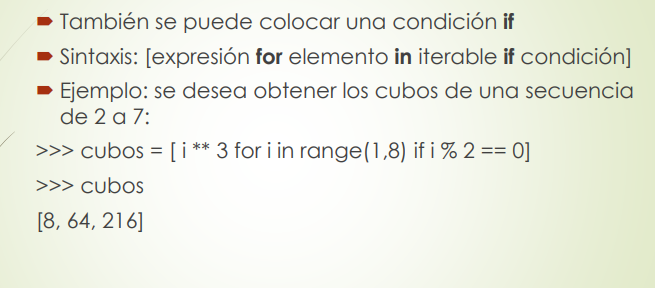 También se puede colocar una condición if
Sintaxis: [expresión for elemento in iterable if condición]
Ejemplo: se desea obtener los cubos de una secuencia
de 2 a 7:
>>> cubos = [ i ** 3 for i in range(1,8) if i % 2 == 0]
>>> cubos
[8, 64, 216]